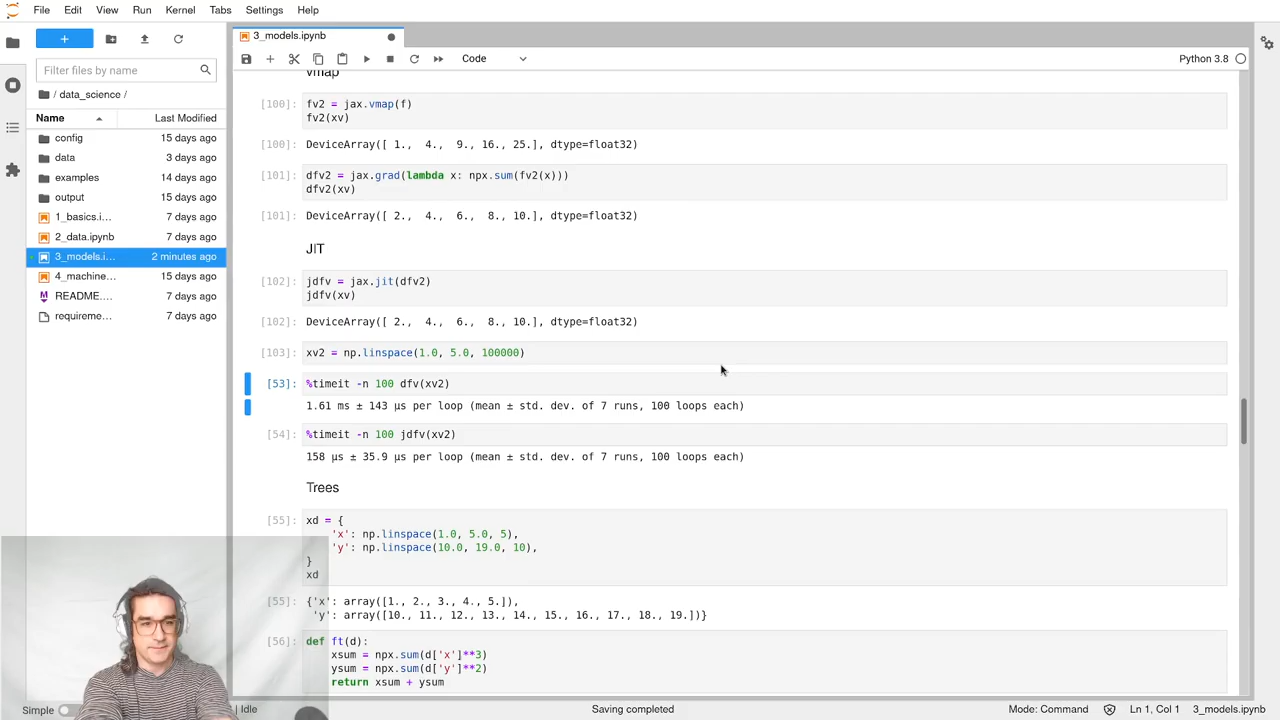 File Edit View Run Kernel Tabs Settings Help
+
Filter files by name
/ data_science /
Name Last Modified
config 15 days ago
data 3 days ago
examples 14 days ago
output 15 days ago
1_basics.i… 7 days ago
2_data.ipynb 7 days ago
3_models.i… 2 minutes ago
4_machine… 15 days ago
README.… 7 days ago
requireme… 7 days ago
3_models.ipynb
Code
Python 3.8
vmap
[100]: fv2 = jax.vmap(f)
fv2(xv)
[100]: DeviceArray([ 1., 4., 9., 16., 25.], dtype=float32)
[101]: dfv2 = jax.grad(lambda x: npx.sum(fv2(x)))
dfv2(xv)
[101]: DeviceArray([ 2., 4., 6., 8., 10.], dtype=float32)
JIT
[102]: jdfv = jax.jit(dfv2)
jdfv(xv)
[102]: DeviceArray([ 2., 4., 6., 8., 10.], dtype=float32)
[103]: xv2 = np.linspace(1.0, 5.0, 100000)
[53]: %timeit -n 100 dfv(xv2)
1.61 ms ± 143 µs per loop (mean ± std. dev. of 7 runs, 100 loops each)
[54]: %timeit -n 100 jdfv(xv2)
158 µs ± 35.9 µs per loop (mean ± std. dev. of 7 runs, 100 loops each)
Trees
[55]: xd = {
'x': np.linspace(1.0, 5.0, 5),
'y': np.linspace(10.0, 19.0, 10),
}
xd
[55]: {'x': array([1., 2., 3., 4., 5.]),
'y': array([10., 11., 12., 13., 14., 15., 16., 17., 18., 19.])}
[56]: def ft(d):
xsum = npx.sum(d['x']**3)
ysum = npx.sum(d['y']**2)
return xsum + ysum
Simple | Idle Saving completed Mode: Command Ln 1, Col 1 3_models.ipynb